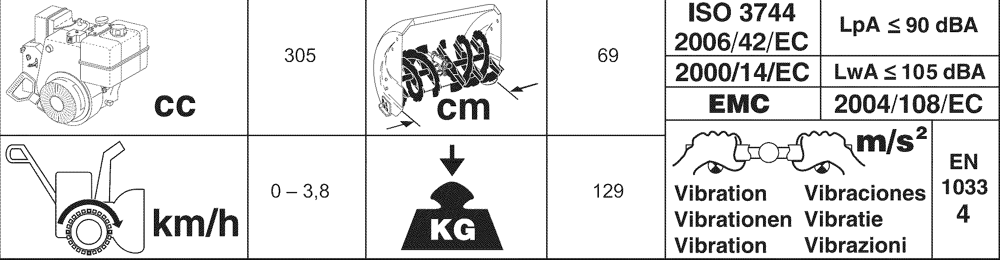 cc
305
cm
69
km/h
0 – 3,8
KG
129
ISO 3744
2006/42/EC
LpA ≤ 90 dBA
2000/14/EC
LwA ≤ 105 dBA
EMC
2004/108/EC
m/s²
Vibration Vibraciones
Vibrationen Vibratie
Vibration Vibrazioni
EN
1033
4